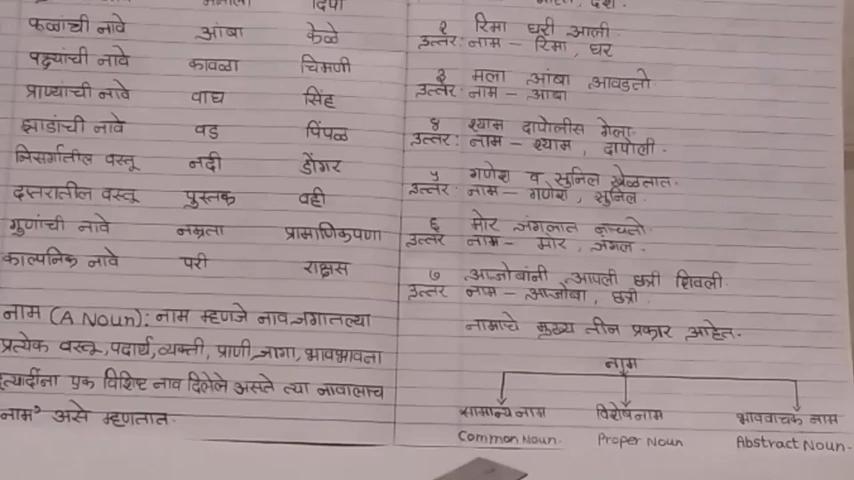 फळांची नावे आंबा केळे
पक्ष्यांची नावे कावळा चिमणी
प्राण्यांची नावे वाघ सिंह
झाडांची नावे वड पिंपळ
निसर्गातील वस्तू नदी डोंगर
दप्तरातील वस्तू पुस्तक वही
गुणांची नावे नम्रता प्रामाणिकपणा
काल्पनिक नावे परी राक्षस
नाम (A Noun): नाम म्हणजे नाव जगातल्या
प्रत्येक वस्तू, पदार्थ, व्यक्ती, प्राणी, जागा, भावभावना
इत्यादींना एक विशिष्ट नाव दिलेले असते त्या नावालाच
नाम' असे म्हणतात.
रिमा घरी आली.
उत्तर: नाम - रिमा, घर
३ मला आंबा आवडतो
उत्तर: नाम - आंबा
४ श्याम दापोलीस गेला.
उत्तर: नाम - श्याम, दापोली.
५ गणेश व सुनिल खेळतात.
उत्तर: नाम - गणेश, सुनिल.
६ मोर जंगलात नाचतो.
उत्तर नाम - मोर, जंगल.
७ आजोबांनी आपली छत्री शिवली.
उत्तर नाम - आजोबा, छत्री.
नामाचे मुख्य तीन प्रकार आहेत.
नाम
सामान्यनाम विशेषनाम भाववाचक नाम
Common Noun. Proper Noun Abstract Noun.